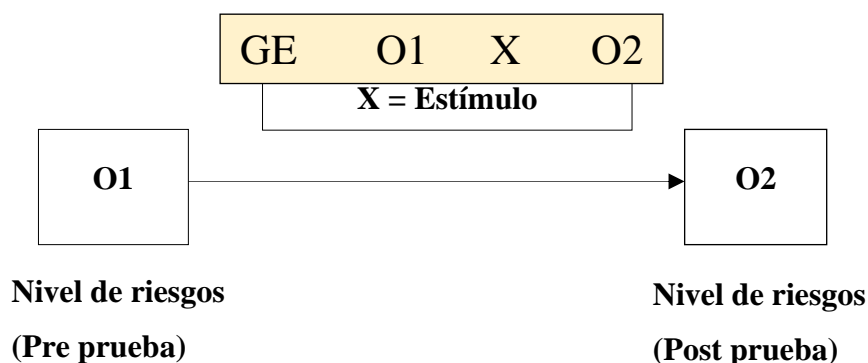 GE O1 X O2
X = Estímulo
O1
O2
Nivel de riesgos
(Pre prueba)
Nivel de riesgos
(Post prueba)